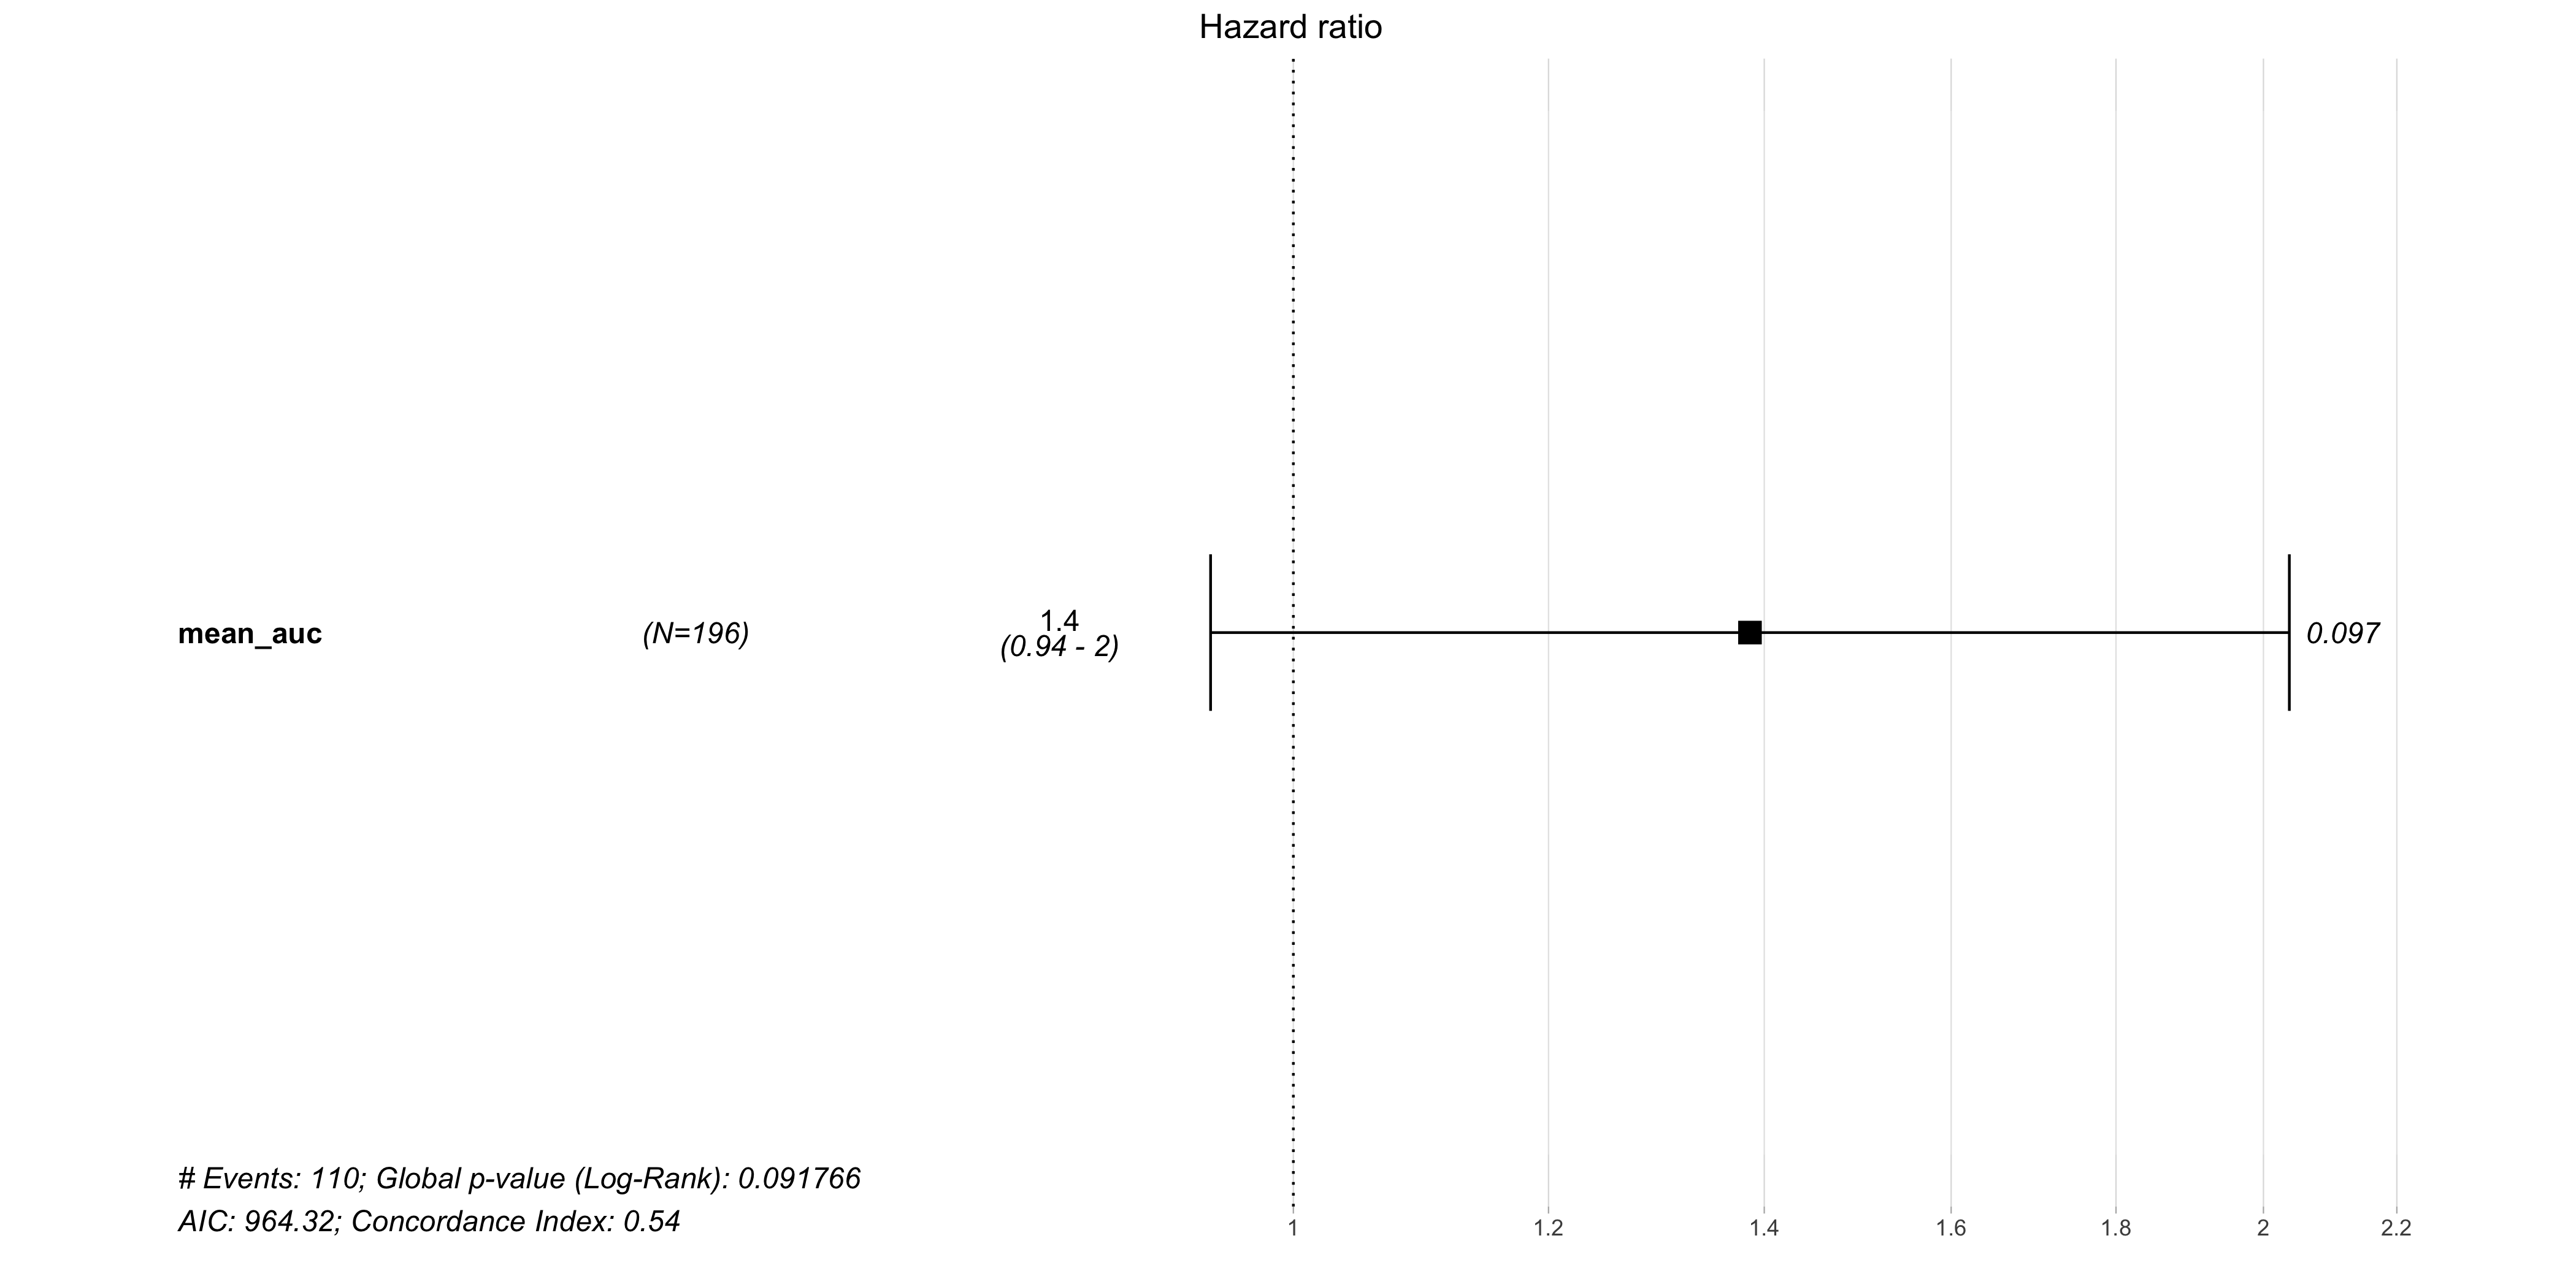 Hazard ratio
mean_auc
(N=196)
1.4
(0.94 - 2)
0.097
# Events: 110; Global p-value (Log-Rank): 0.091766
AIC: 964.32; Concordance Index: 0.54
1 1.2 1.4 1.6 1.8 2 2.2